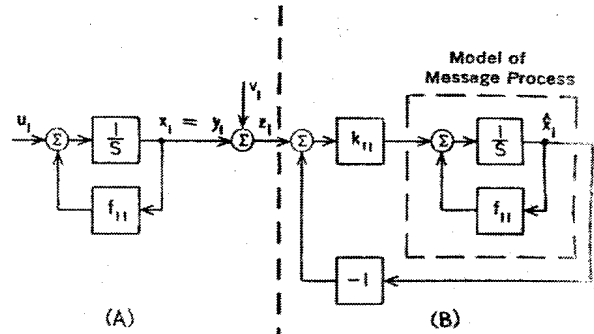 Model of
Message Process
v₁
u₁ Σ 1/S x₁ = y₁ Σ z₁ Σ k₁₁ Σ 1/S x̂₁
f₁₁ f₁₁
-1
(A) (B)